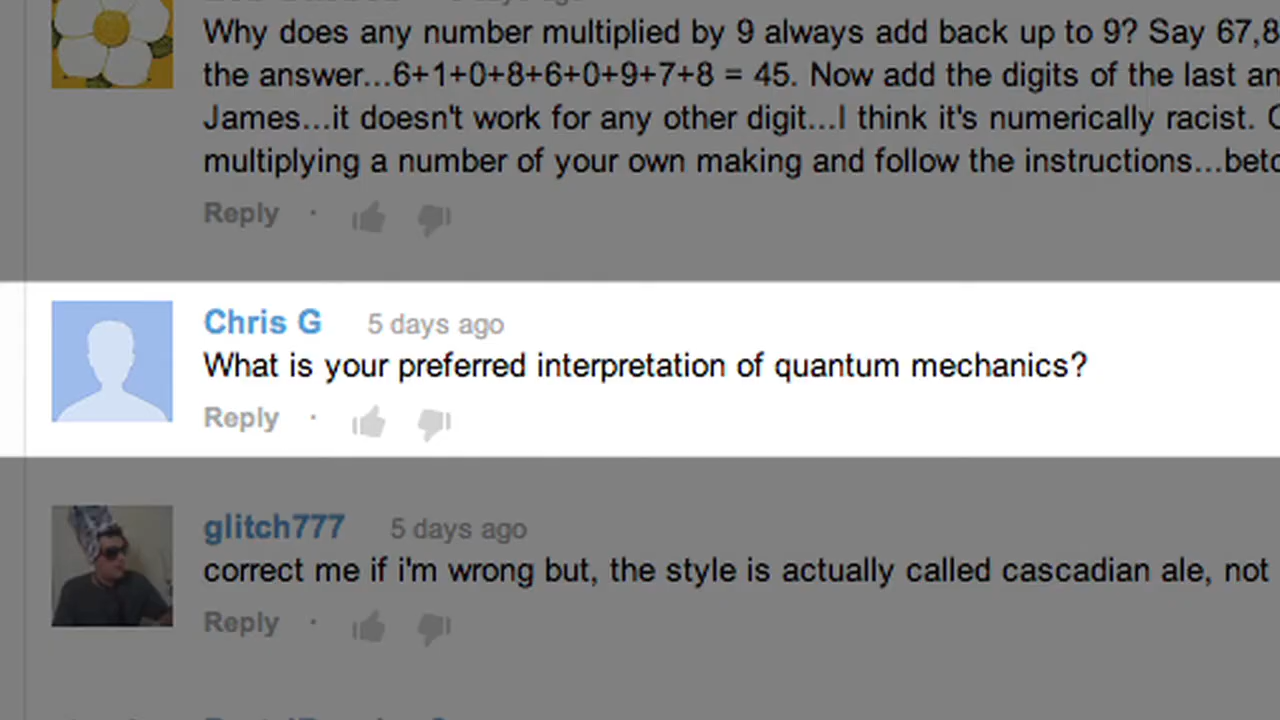 Why does any number multiplied by 9 always add back up to 9? Say 67,8
the answer...6+1+0+8+6+0+9+7+8 = 45. Now add the digits of the last an
James...it doesn't work for any other digit...I think it's numerically racist.
multiplying a number of your own making and follow the instructions...betc
Reply ·
Chris G 5 days ago
What is your preferred interpretation of quantum mechanics?
Reply ·
glitch777 5 days ago
correct me if i'm wrong but, the style is actually called cascadian ale, not
Reply ·